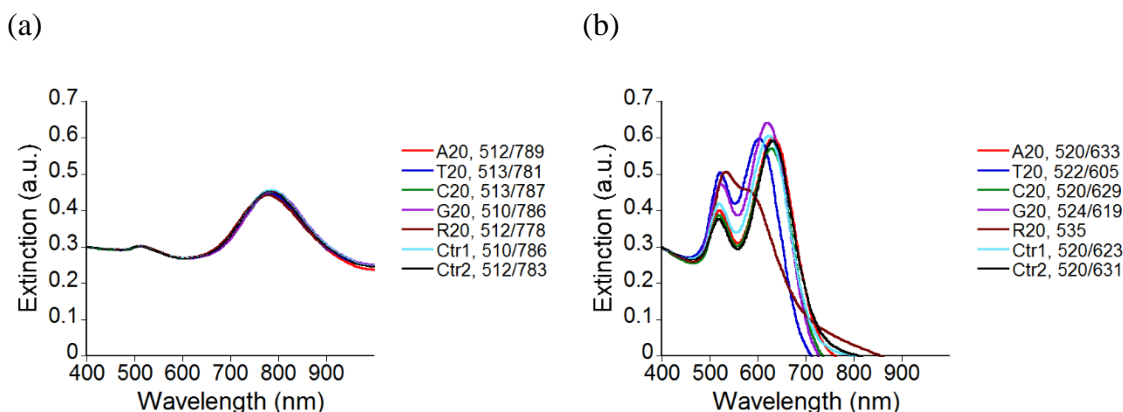 (a)
(b)
0.7
0.6
0.5
0.4
0.3
0.2
0.1
0
Extinction (a.u.)
400 500 600 700 800 900
Wavelength (nm)
A20, 512/789
T20, 513/781
C20, 513/787
G20, 510/786
R20, 512/778
Ctr1, 510/786
Ctr2, 512/783
0.7
0.6
0.5
0.4
0.3
0.2
0.1
0
Extinction (a.u.)
400 500 600 700 800 900
Wavelength (nm)
A20, 520/633
T20, 522/605
C20, 520/629
G20, 524/619
R20, 535
Ctr1, 520/623
Ctr2, 520/631